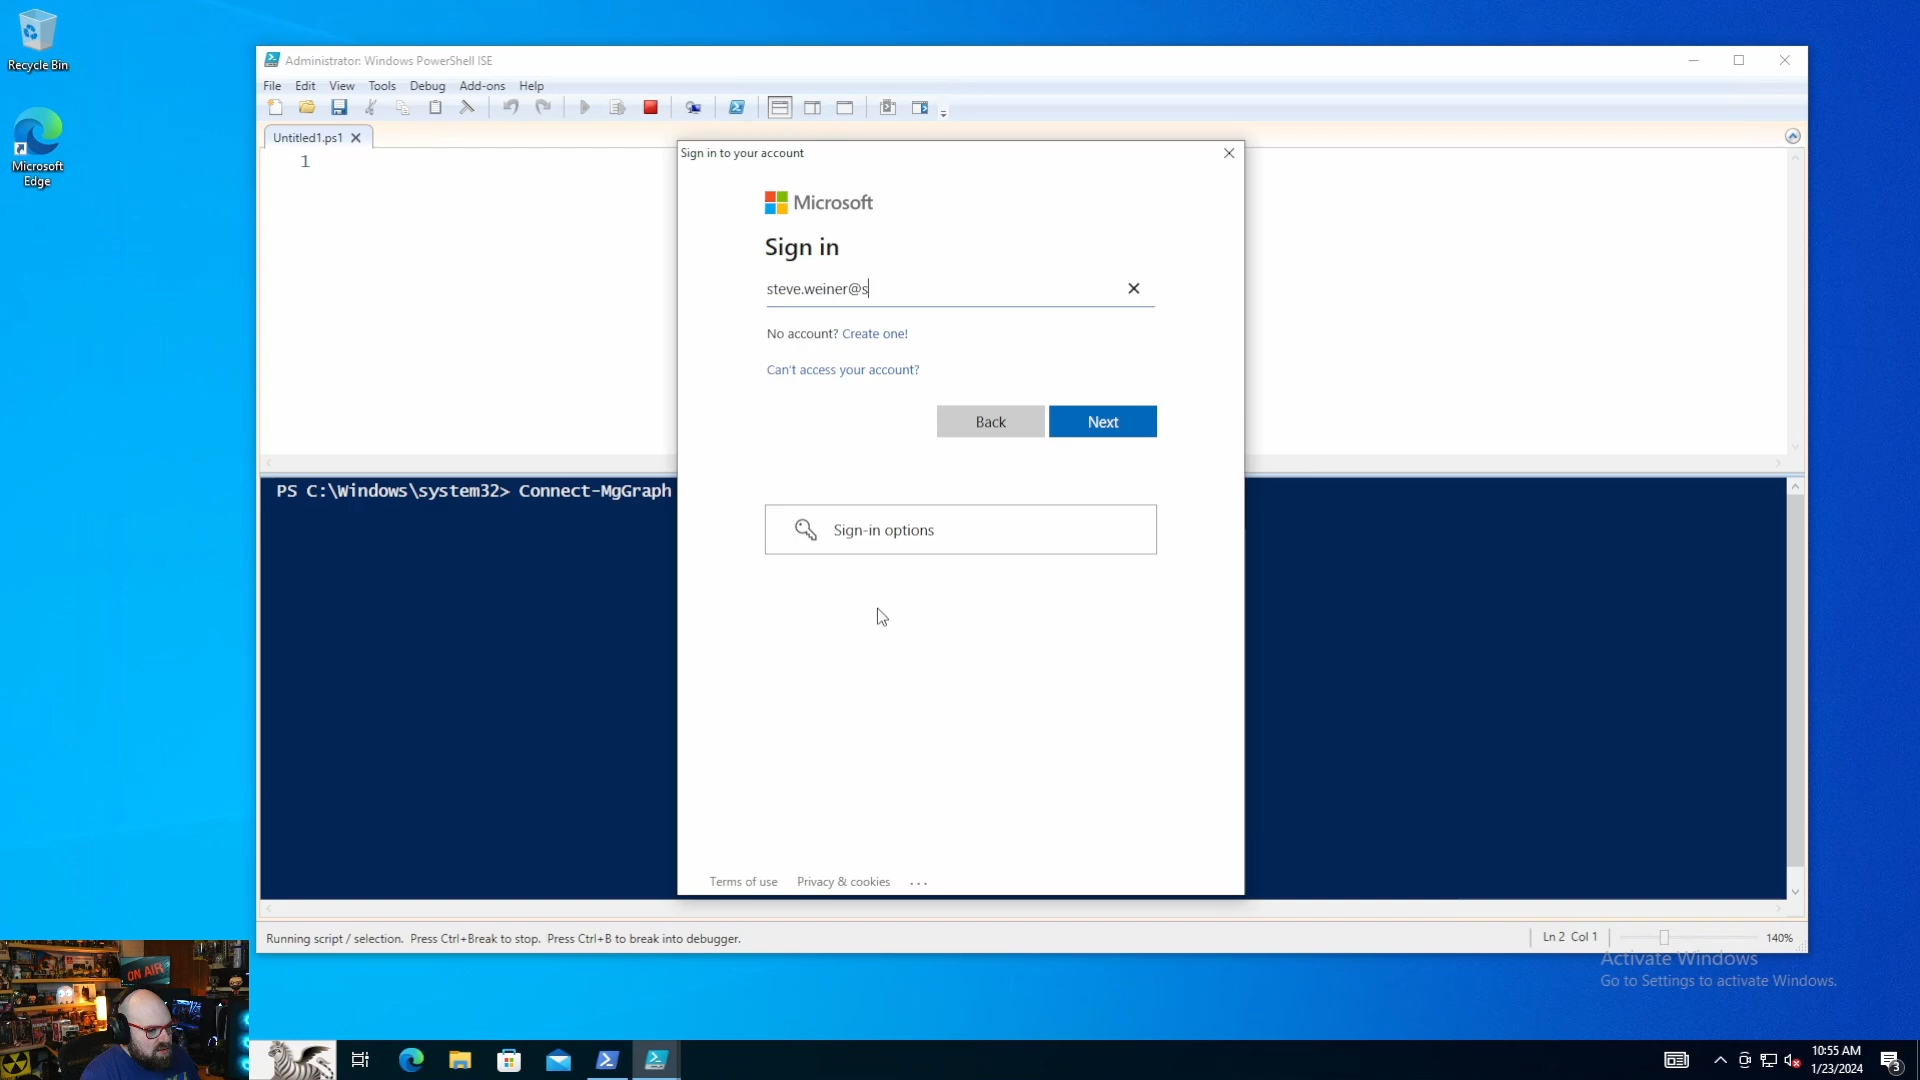 Recycle Bin
Microsoft
Edge
Administrator: Windows PowerShell ISE
File Edit View Tools Debug Add-ons Help
Untitled1.ps1
1
Sign in to your account
Microsoft
Sign in
steve.weiner@s
No account? Create one!
Can't access your account?
Back
Next
PS C:\Windows\system32> Connect-MgGraph
Sign-in options
Terms of use Privacy & cookies ...
Running script / selection. Press Ctrl+Break to stop. Press Ctrl+B to break into debugger.
Ln 2 Col 1
140%
Activate Windows
Go to Settings to activate Windows.
ON AIR
10:55 AM
1/23/2024
3